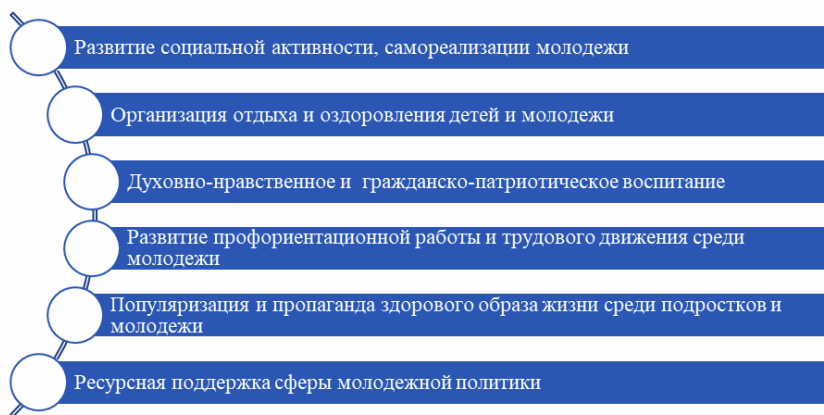 Развитие социальной активности, самореализации молодежи
Организация отдыха и оздоровления детей и молодежи
Духовно-нравственное и гражданско-патриотическое воспитание
Развитие профориентационной работы и трудового движения среди
молодежи
Популяризация и пропаганда здорового образа жизни среди подростков и
молодежи
Ресурсная поддержка сферы молодежной политики